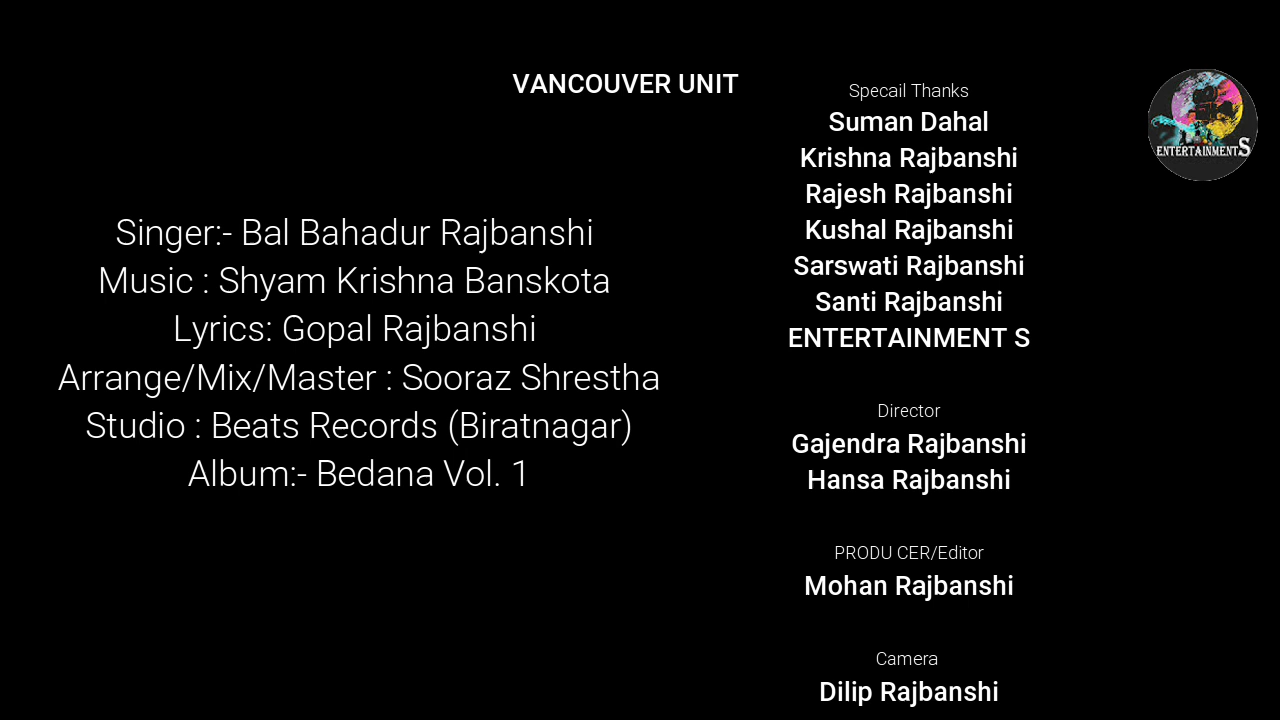 VANCOUVER UNIT
Singer:- Bal Bahadur Rajbanshi
Music : Shyam Krishna Banskota
Lyrics: Gopal Rajbanshi
Arrange/Mix/Master : Sooraz Shrestha
Studio : Beats Records (Biratnagar)
Album:- Bedana Vol. 1
Specail Thanks
Suman Dahal
Krishna Rajbanshi
Rajesh Rajbanshi
Kushal Rajbanshi
Sarswati Rajbanshi
Santi Rajbanshi
ENTERTAINMENT S
Director
Gajendra Rajbanshi
Hansa Rajbanshi
PRODU CER/Editor
Mohan Rajbanshi
Camera
Dilip Rajbanshi
ENTERTAINMENTS